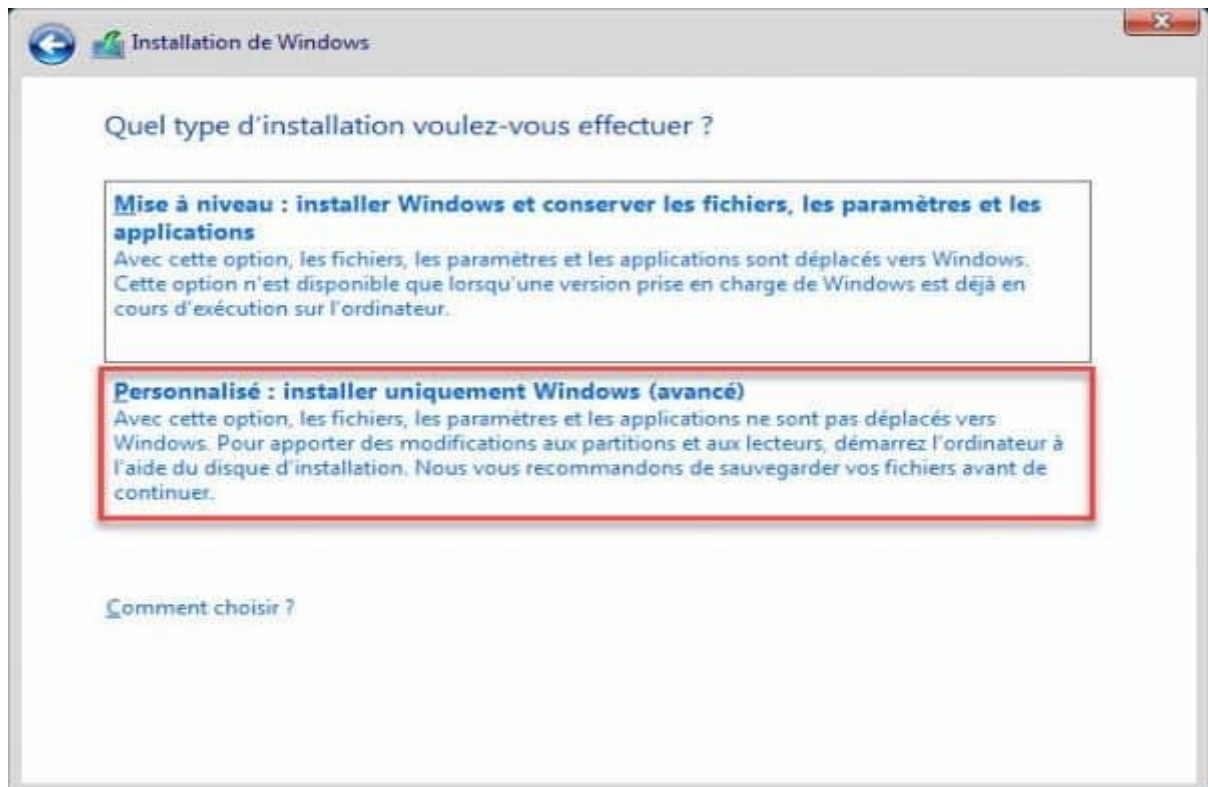 Installation de Windows
Quel type d'installation voulez-vous effectuer ?
Mise à niveau : installer Windows et conserver les fichiers, les paramètres et les
applications
Avec cette option, les fichiers, les paramètres et les applications sont déplacés vers Windows.
Cette option n'est disponible que lorsqu'une version prise en charge de Windows est déjà en
cours d'exécution sur l'ordinateur.
Personnalisé : installer uniquement Windows (avancé)
Avec cette option, les fichiers, les paramètres et les applications ne sont pas déplacés vers
Windows. Pour apporter des modifications aux partitions et aux lecteurs, démarrez l'ordinateur à
l'aide du disque d'installation. Nous vous recommandons de sauvegarder vos fichiers avant de
continuer.
Comment choisir ?